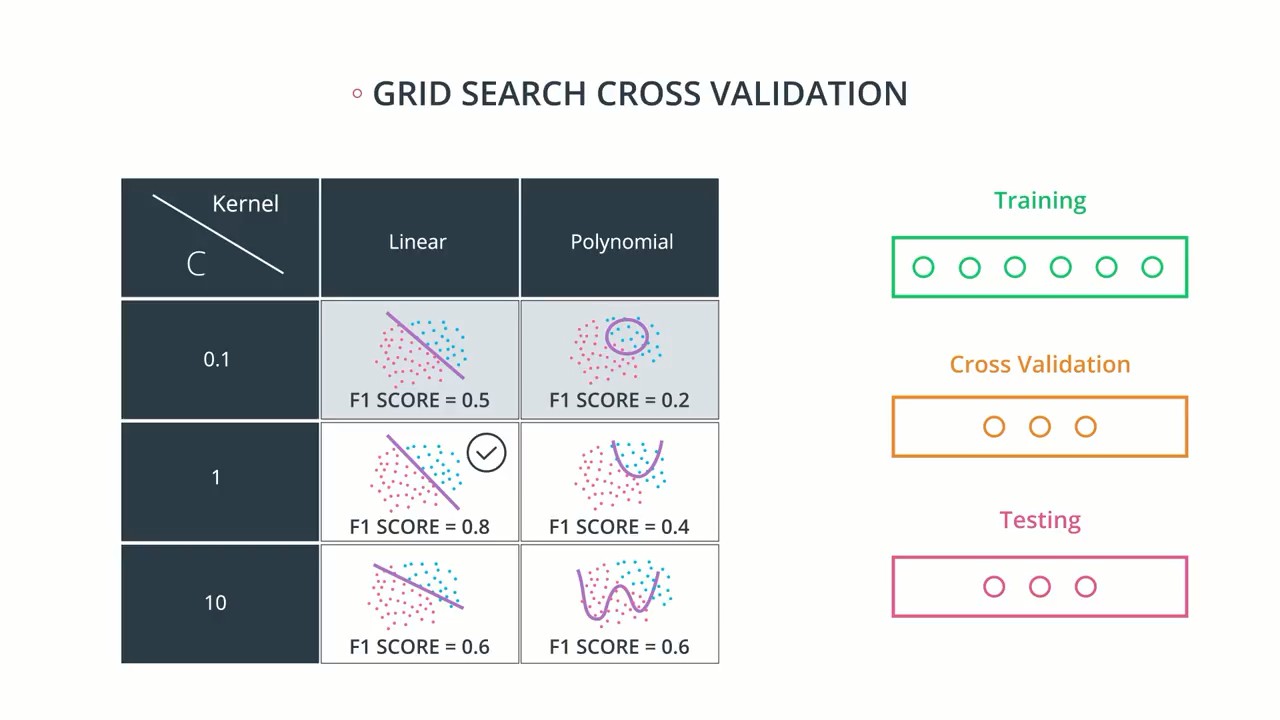 GRID SEARCH CROSS VALIDATION
Kernel
C
Linear
Polynomial
0.1
F1 SCORE = 0.5
F1 SCORE = 0.2
1
F1 SCORE = 0.8
F1 SCORE = 0.4
10
F1 SCORE = 0.6
F1 SCORE = 0.6
Training
Cross Validation
Testing